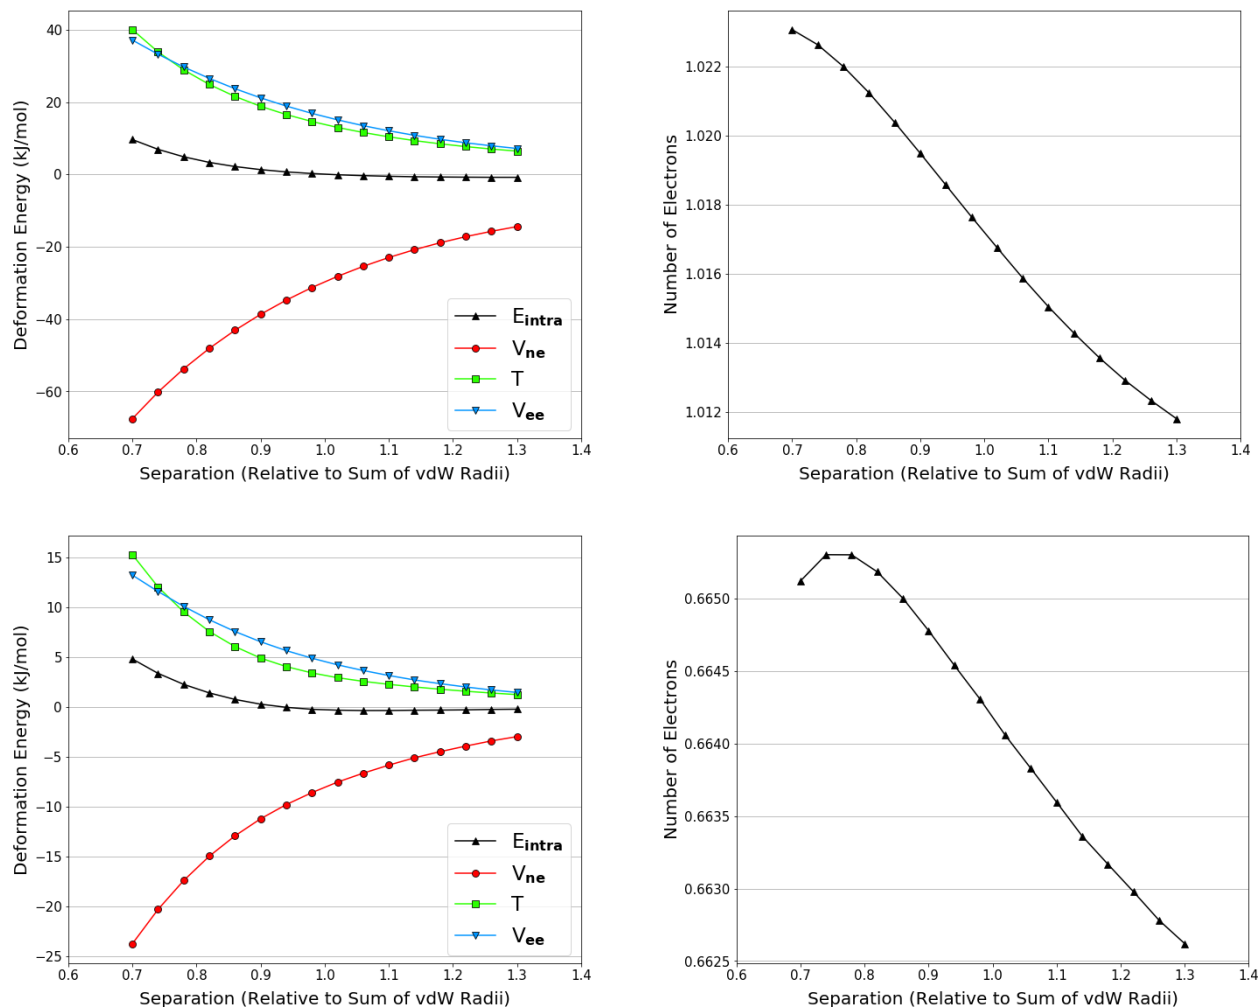 40
20
0
−20
−40
−60
Deformation Energy (kJ/mol)
E_intra
V_ne
T
V_ee
0.6 0.7 0.8 0.9 1.0 1.1 1.2 1.3 1.4
Separation (Relative to Sum of vdW Radii)
1.022
1.020
1.018
1.016
1.014
1.012
Number of Electrons
0.6 0.7 0.8 0.9 1.0 1.1 1.2 1.3 1.4
Separation (Relative to Sum of vdW Radii)
15
10
5
0
−5
−10
−15
−20
−25
Deformation Energy (kJ/mol)
E_intra
V_ne
T
V_ee
0.6 0.7 0.8 0.9 1.0 1.1 1.2 1.3 1.4
Separation (Relative to Sum of vdW Radii)
0.6650
0.6645
0.6640
0.6635
0.6630
0.6625
Number of Electrons
0.6 0.7 0.8 0.9 1.0 1.1 1.2 1.3 1.4
Separation (Relative to Sum of vdW Radii)